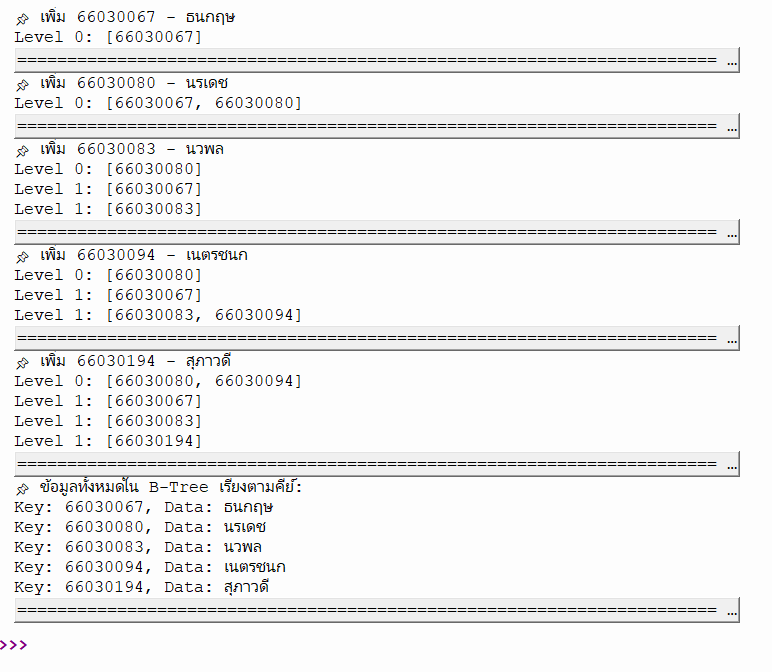 📌 เพิ่ม 66030067 - ธนกฤษ
Level 0: [66030067]
====================================================================== …
📌 เพิ่ม 66030080 - นรเดช
Level 0: [66030067, 66030080]
====================================================================== …
📌 เพิ่ม 66030083 - นวพล
Level 0: [66030080]
Level 1: [66030067]
Level 1: [66030083]
====================================================================== …
📌 เพิ่ม 66030094 - เนตรชนก
Level 0: [66030080]
Level 1: [66030067]
Level 1: [66030083, 66030094]
====================================================================== …
📌 เพิ่ม 66030194 - สุภาวดี
Level 0: [66030080, 66030094]
Level 1: [66030067]
Level 1: [66030083]
Level 1: [66030194]
====================================================================== …
📌 ข้อมูลทั้งหมดใน B-Tree เรียงตามคีย์:
Key: 66030067, Data: ธนกฤษ
Key: 66030080, Data: นรเดช
Key: 66030083, Data: นวพล
Key: 66030094, Data: เนตรชนก
Key: 66030194, Data: สุภาวดี
====================================================================== …
>>>